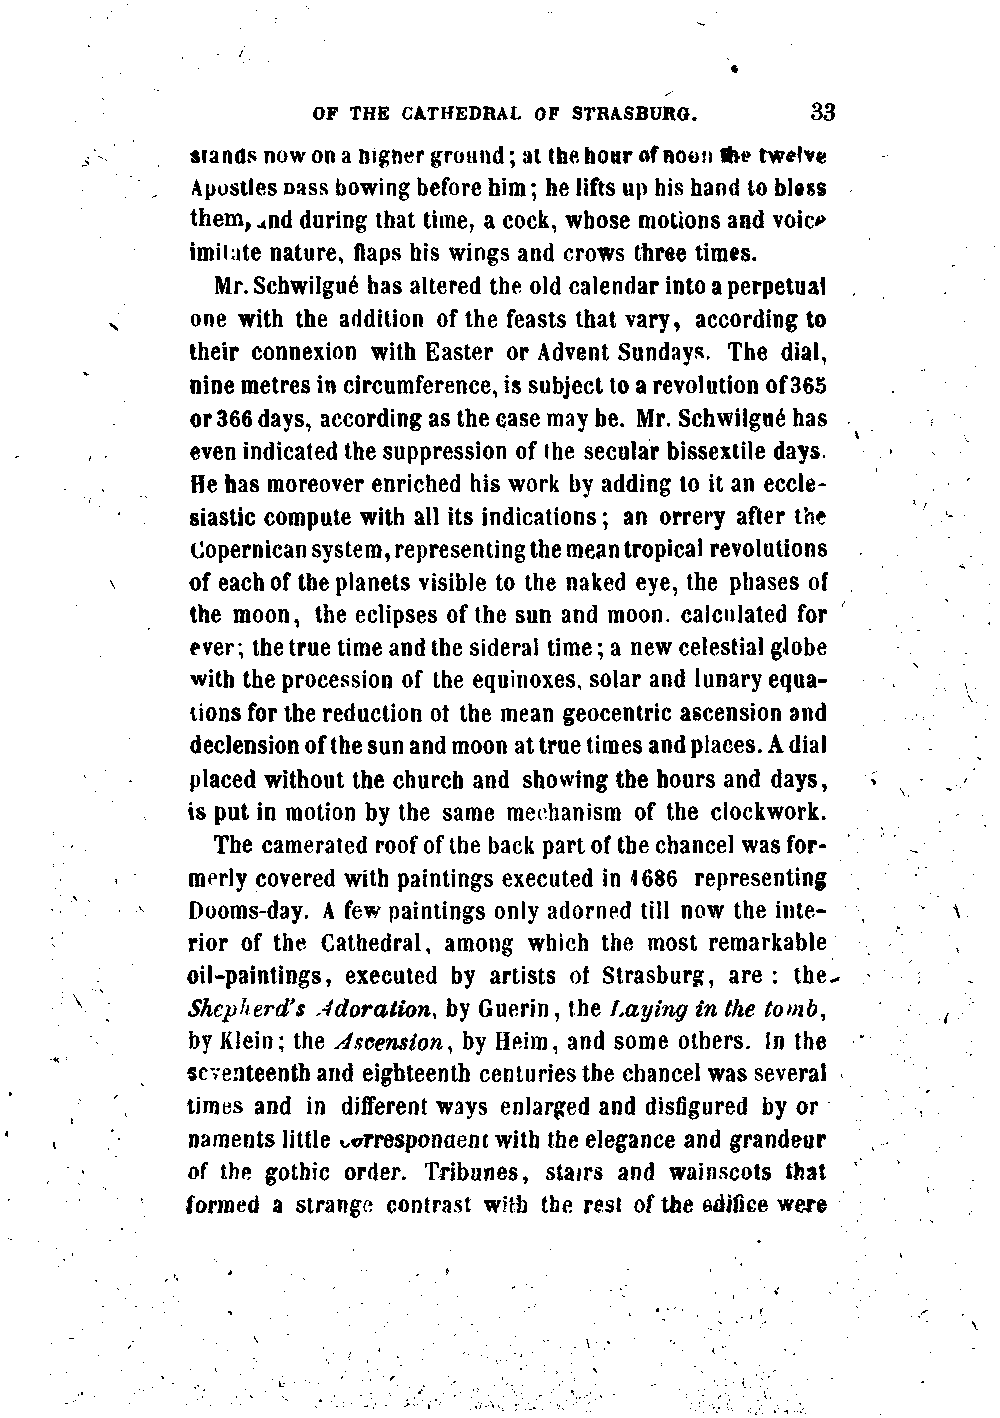 OF THE CATHEDRAL OF STRASBURG. 33
stands now on a higher ground; at the hour of noon the twelve
Apostles pass bowing before him; he lifts up his hand to bless
them, and during that time, a cock, whose motions and voice
imitate nature, flaps his wings and crows three times.
Mr. Schwilgué has altered the old calendar into a perpetual
one with the addition of the feasts that vary, according to
their connexion with Easter or Advent Sundays. The dial,
nine metres in circumference, is subject to a revolution of 365
or 366 days, according as the case may be. Mr. Schwilgué has
even indicated the suppression of the secular bissextile days.
He has moreover enriched his work by adding to it an eccle-
siastic compute with all its indications; an orrery after the
Copernican system, representing the mean tropical revolutions
of each of the planets visible to the naked eye, the phases of
the moon, the eclipses of the sun and moon. calculated for
ever; the true time and the sideral time; a new celestial globe
with the procession of the equinoxes, solar and lunary equa-
tions for the reduction of the mean geocentric ascension and
declension of the sun and moon at true times and places. A dial
placed without the church and showing the hours and days,
is put in motion by the same mechanism of the clockwork.
The camerated roof of the back part of the chancel was for-
merly covered with paintings executed in 1686 representing
Dooms-day. A few paintings only adorned till now the inte-
rior of the Cathedral, among which the most remarkable
oil-paintings, executed by artists of Strasburg, are : the
Shepherd's Adoration, by Guerin, the Laying in the tomb,
by Klein; the Ascension, by Heim, and some others. In the
seventeenth and eighteenth centuries the chancel was several
times and in different ways enlarged and disfigured by or
naments little correspondent with the elegance and grandeur
of the gothic order. Tribunes, stairs and wainscots that
formed a strange contrast with the rest of the edifice were